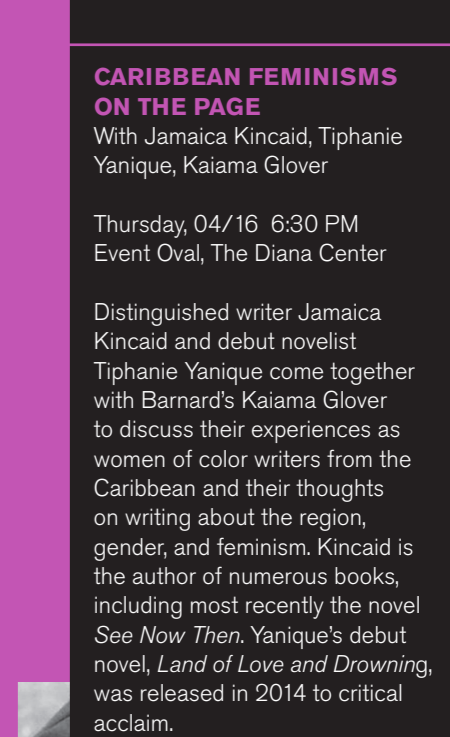 CARIBBEAN FEMINISMS
ON THE PAGE
With Jamaica Kincaid, Tiphanie
Yanique, Kaiama Glover
Thursday, 04/16 6:30 PM
Event Oval, The Diana Center
Distinguished writer Jamaica
Kincaid and debut novelist
Tiphanie Yanique come together
with Barnard’s Kaiama Glover
to discuss their experiences as
women of color writers from the
Caribbean and their thoughts
on writing about the region,
gender, and feminism. Kincaid is
the author of numerous books,
including most recently the novel
See Now Then. Yanique’s debut
novel, Land of Love and Drowning,
was released in 2014 to critical
acclaim.